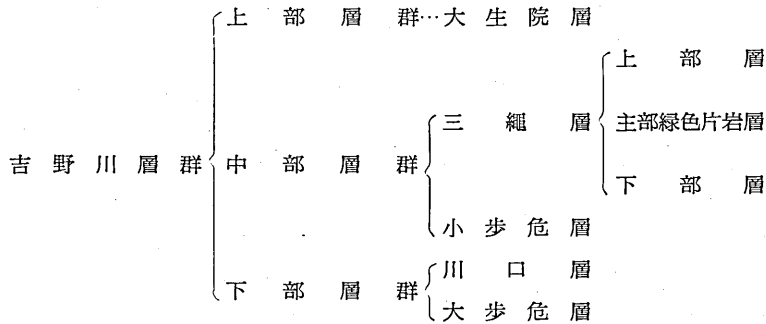 上部層群…大生院層
上部層
三繩層
主部緑色片岩層
吉野川層群
中部層群
下部層
小歩危層
川口層
下部層群
大歩危層